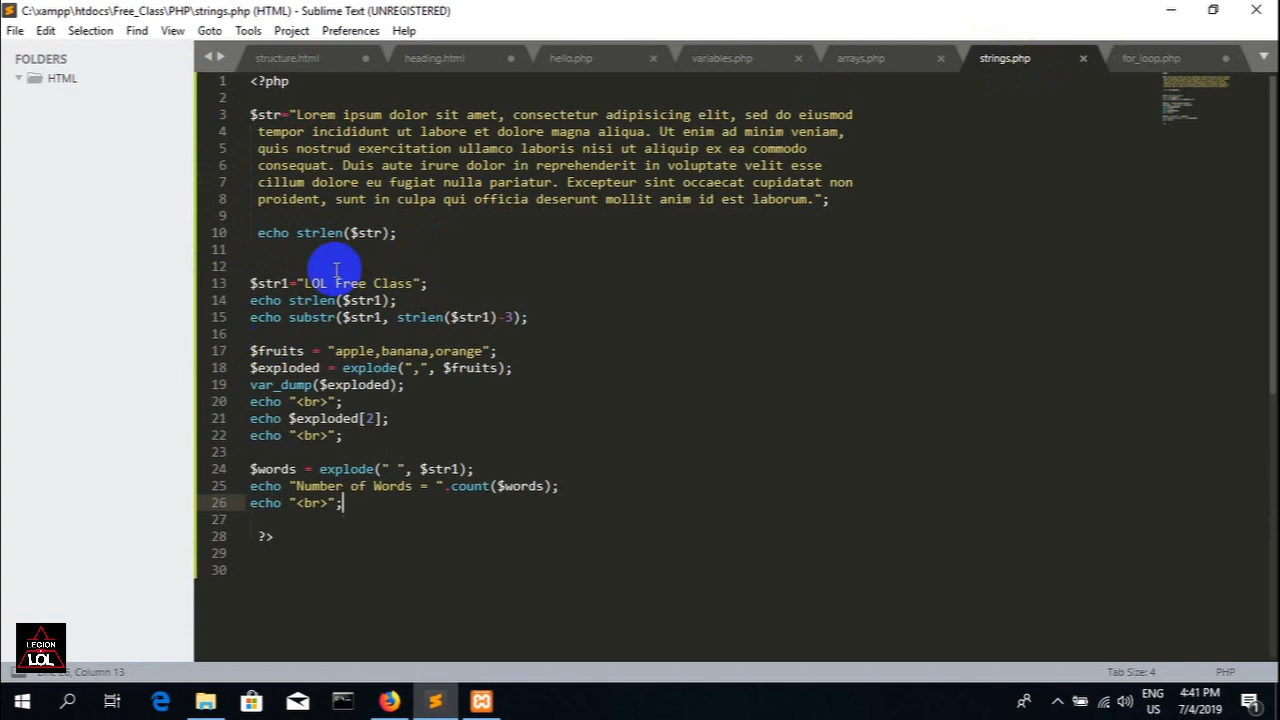 C:\xampp\htdocs\Free_Class\PHP\strings.php (HTML) - Sublime Text (UNREGISTERED)
File Edit Selection Find View Goto Tools Project Preferences Help
FOLDERS
HTML
structure.html heading.html hello.php variables.php arrays.php strings.php for_loop.php
1 <?php
2
3 $str="Lorem ipsum dolor sit amet, consectetur adipisicing elit, sed do eiusmod
4 tempor incididunt ut labore et dolore magna aliqua. Ut enim ad minim veniam,
5 quis nostrud exercitation ullamco laboris nisi ut aliquip ex ea commodo
6 consequat. Duis aute irure dolor in reprehenderit in voluptate velit esse
7 cillum dolore eu fugiat nulla pariatur. Excepteur sint occaecat cupidatat non
8 proident, sunt in culpa qui officia deserunt mollit anim id est laborum.";
9
10 echo strlen($str);
11
12
13 $str1="LOL Free Class";
14 echo strlen($str1);
15 echo substr($str1, strlen($str1)-3);
16
17 $fruits = "apple,banana,orange";
18 $exploded = explode(",", $fruits);
19 var_dump($exploded);
20 echo "<br>";
21 echo $exploded[2];
22 echo "<br>";
23
24 $words = explode(" ", $str1);
25 echo "Number of Words = ".count($words);
26 echo "<br>";
27
28 ?>
29
30
LEGION
LOL
Column 13
Tab Size: 4 PHP
ENG
US
4:41 PM
7/4/2019
1